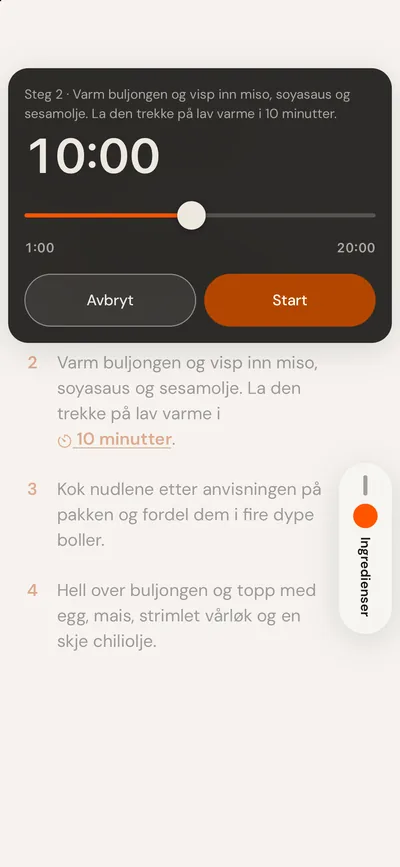 Steg 2 · Varm buljongen og visp inn miso, soyasaus og
sesamolje. La den trekke på lav varme i 10 minutter.
10:00
1:00
20:00
Avbryt
Start
2
Varm buljongen og visp inn miso,
soyasaus og sesamolje. La den
trekke på lav varme i
10 minutter.
3
Kok nudlene etter anvisningen på
pakken og fordel dem i fire dype
boller.
Ingredienser
4
Hell over buljongen og topp med
egg, mais, strimlet vårløk og en
skje chiliolje.